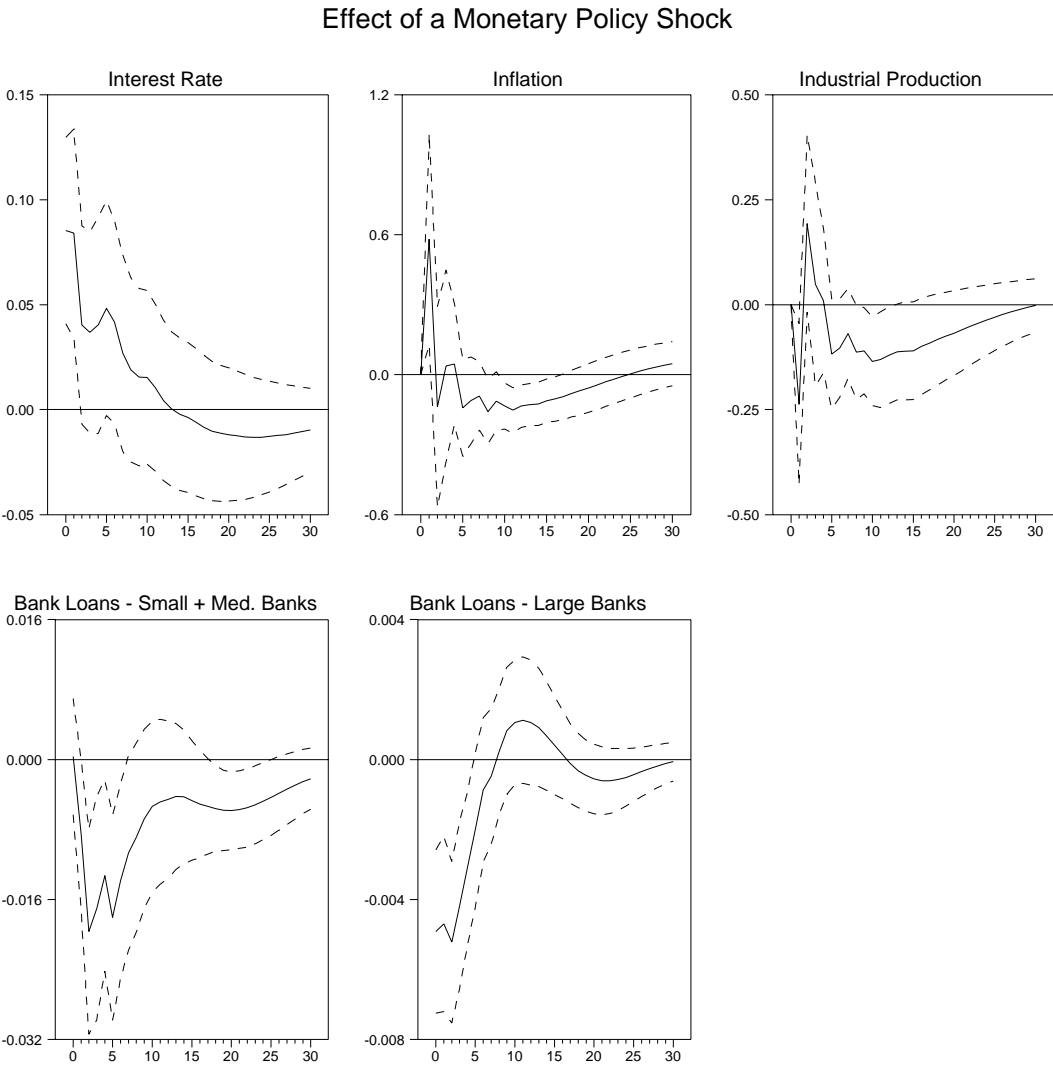 Effect of a Monetary Policy Shock
Interest Rate
0.15
0.10
0.05
0.00
-0.05
0 5 10 15 20 25 30
Inflation
1.2
0.6
0.0
-0.6
0 5 10 15 20 25 30
Industrial Production
0.50
0.25
0.00
-0.25
-0.50
0 5 10 15 20 25 30
Bank Loans - Small + Med. Banks
0.016
0.000
-0.016
-0.032
0 5 10 15 20 25 30
Bank Loans - Large Banks
0.004
0.000
-0.004
-0.008
0 5 10 15 20 25 30